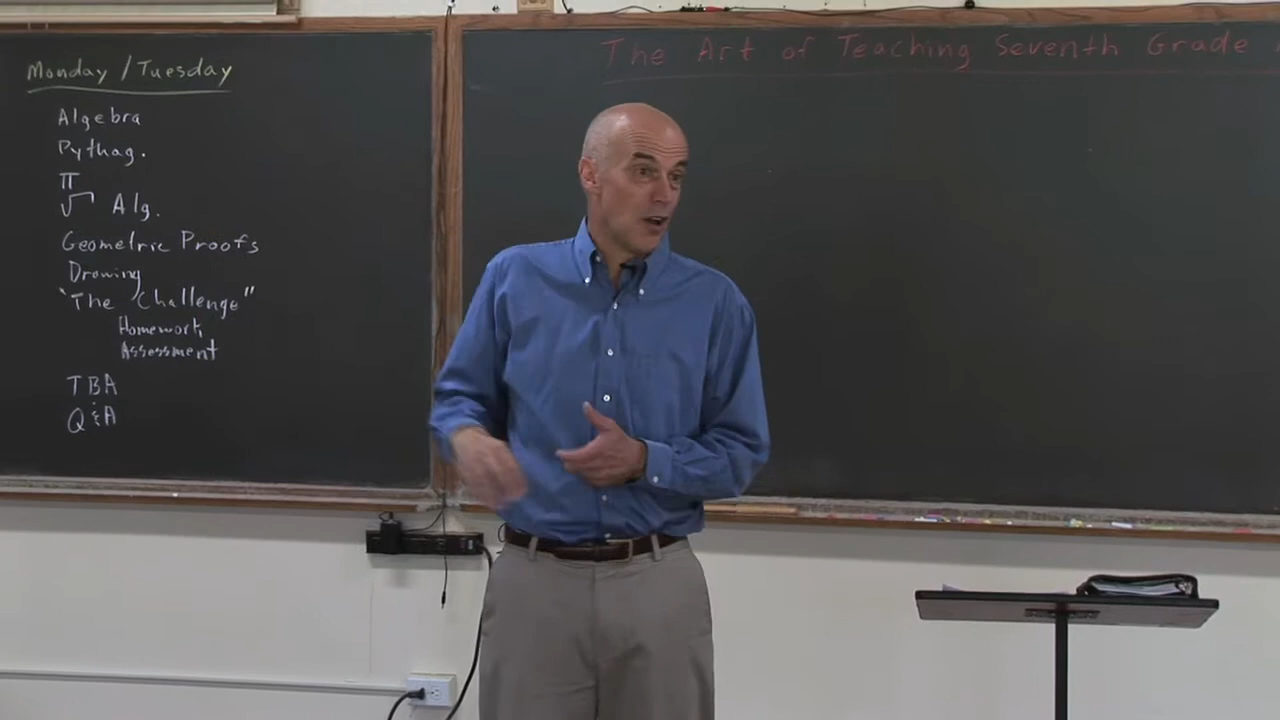 Monday / Tuesday
Algebra
Pythag.
π
√ Alg.
Geometric Proofs
Drawing
"The Challenge"
Homework
Assessment
TBA
Q & A
The Art of Teaching Seventh Grade